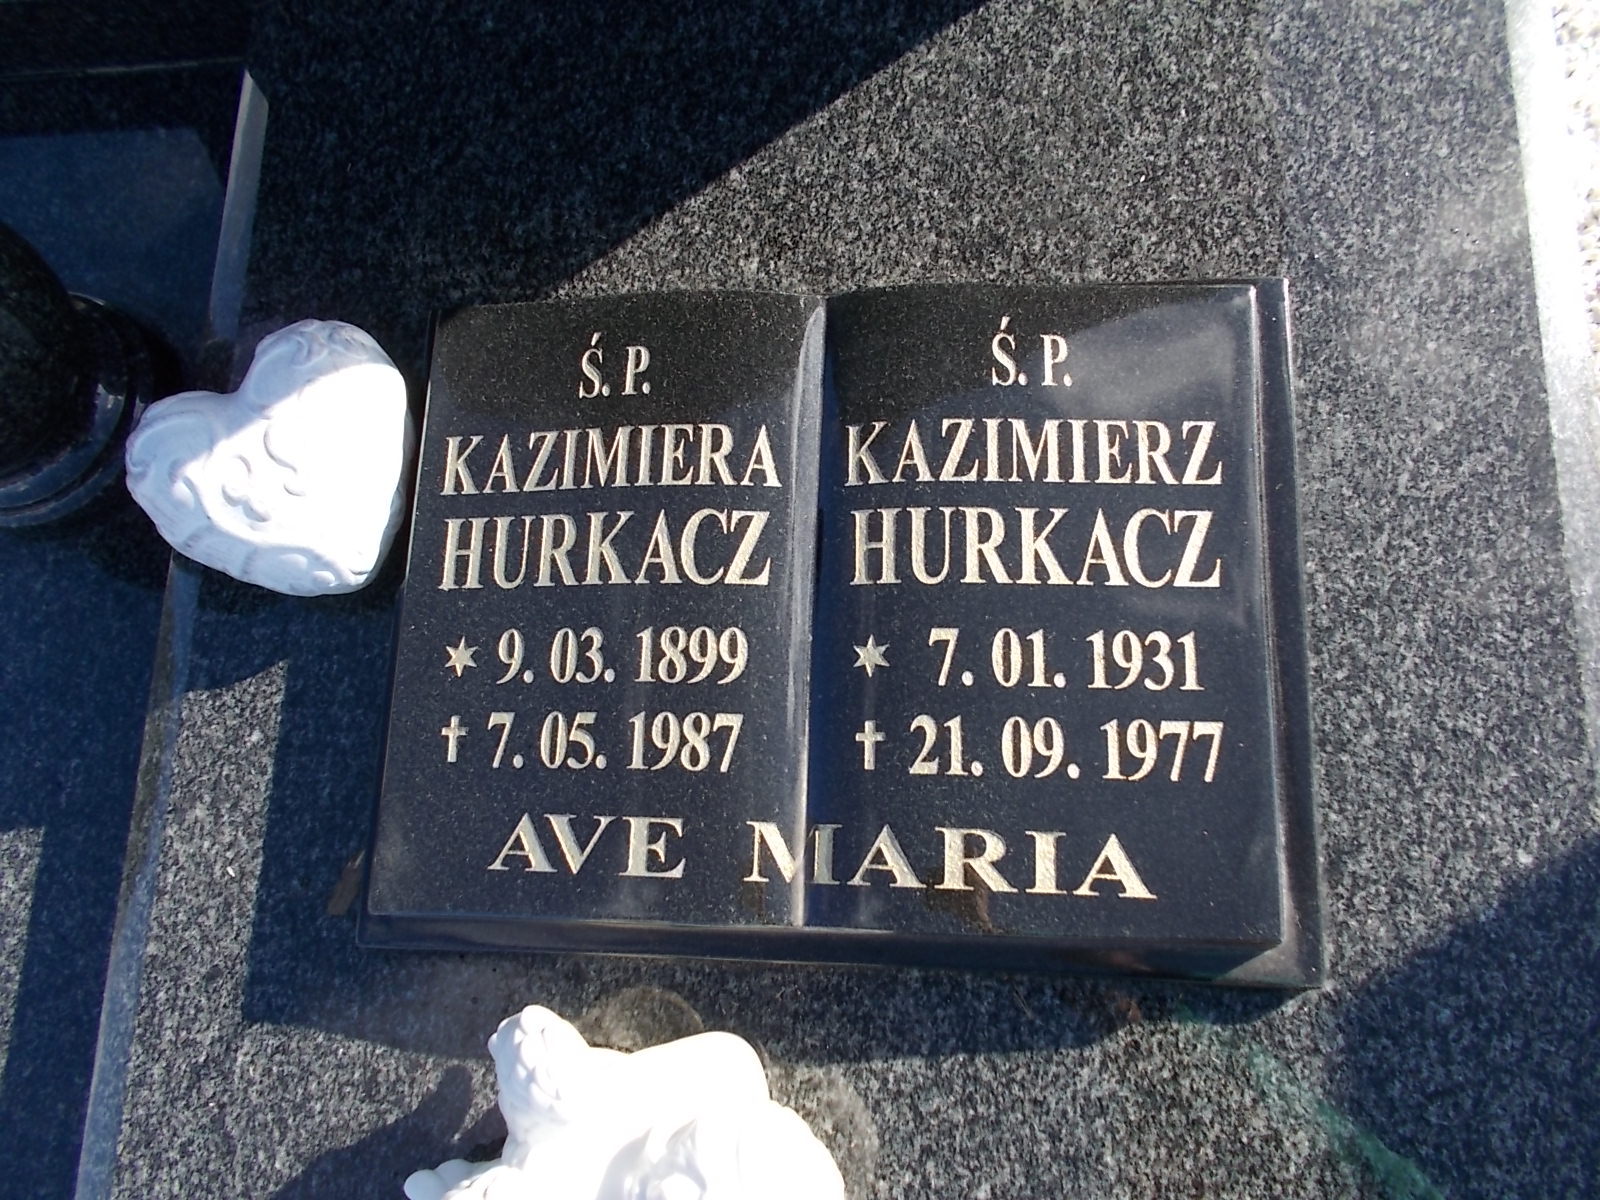 Ś. P.
KAZIMIERA
HURKACZ
✶ 9. 03. 1899
✝ 7. 05. 1987
Ś. P.
KAZIMIERZ
HURKACZ
✶ 7. 01. 1931
✝ 21. 09. 1977
AVE MARIA